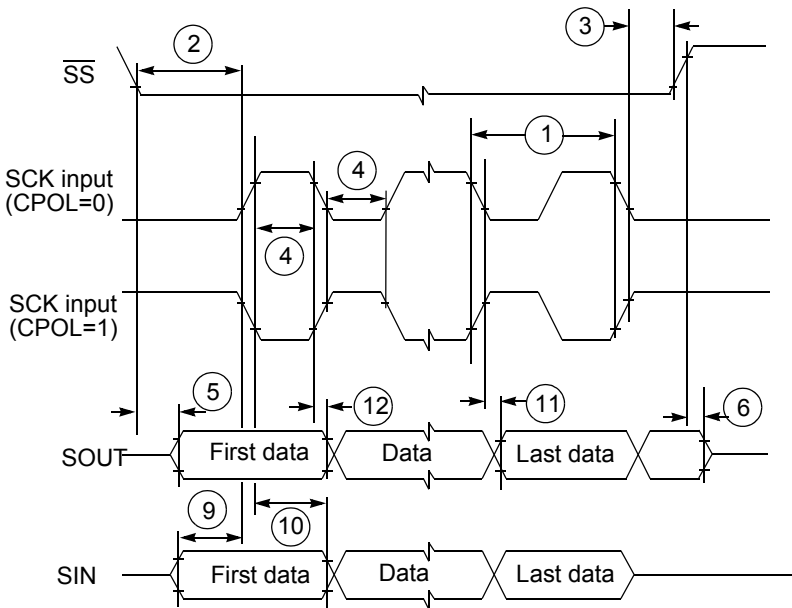 2
3
SS
1
SCK input
(CPOL=0)
4
4
SCK input
(CPOL=1)
5
12
11
6
SOUT
First data
Data
Last data
9
10
SIN
First data
Data
Last data